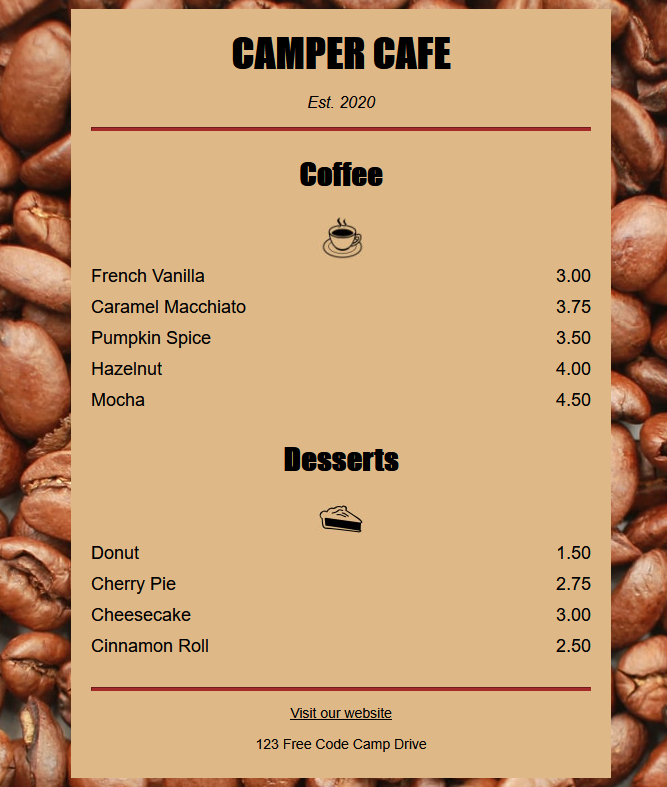 CAMPER CAFE
Est. 2020
Coffee
French Vanilla 3.00
Caramel Macchiato 3.75
Pumpkin Spice 3.50
Hazelnut 4.00
Mocha 4.50
Desserts
Donut 1.50
Cherry Pie 2.75
Cheesecake 3.00
Cinnamon Roll 2.50
Visit our website
123 Free Code Camp Drive